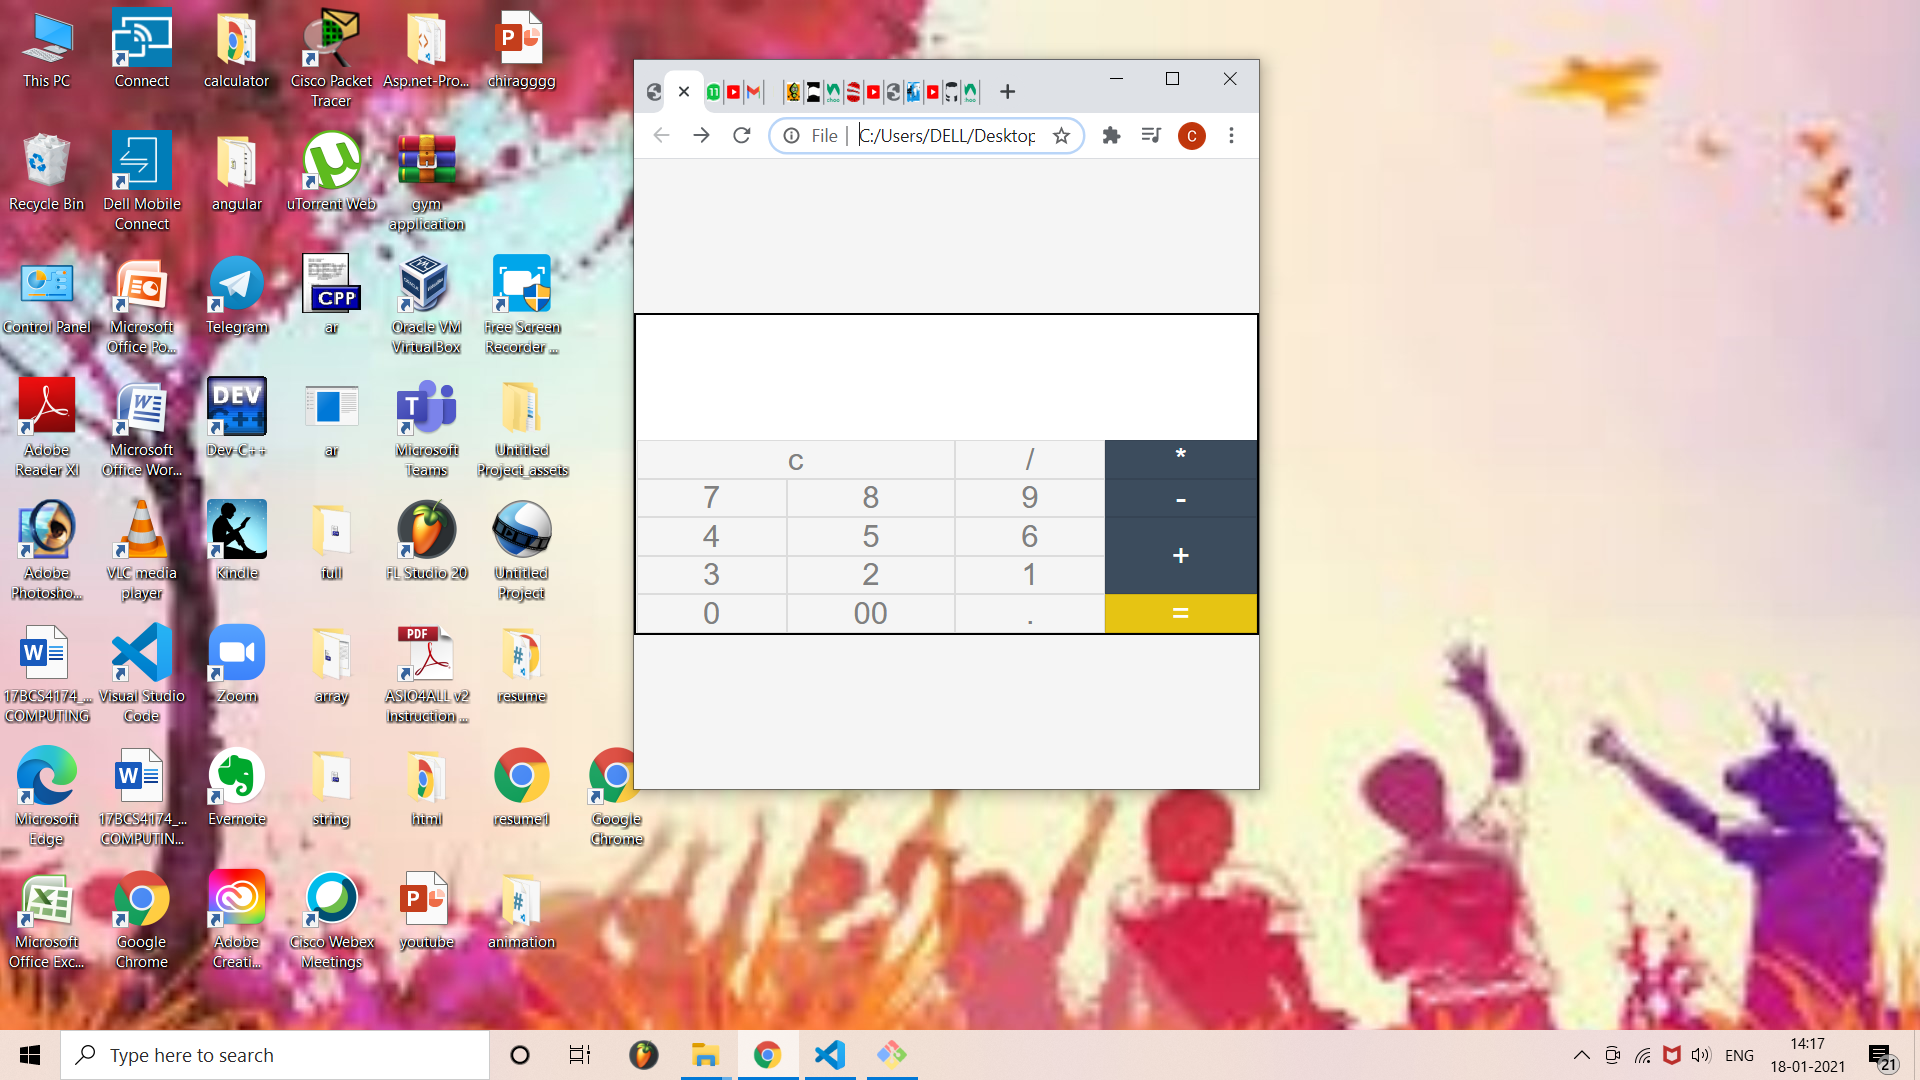 This PC
Connect
calculator
Cisco Packet
Tracer
Asp.net-Pro...
chiragggg
Recycle Bin
Dell Mobile
Connect
angular
uTorrent Web
gym
application
Control Panel
Microsoft
Office Po...
Telegram
ar
Oracle VM
VirtualBox
Free Screen
Recorder ...
Adobe
Reader XI
Microsoft
Office Wor...
Dev-C++
ar
Microsoft
Teams
Untitled
Project_assets
Adobe
Photosho...
VLC media
player
Kindle
full
FL Studio 20
Untitled
Project
17BCS4174_...
COMPUTING
Visual Studio
Code
Zoom
array
ASIO4ALL v2
Instruction ...
resume
Microsoft
Edge
17BCS4174_...
COMPUTIN...
Evernote
string
html
resume1
Google
Chrome
Microsoft
Office Exc...
Google
Chrome
Adobe
Creati...
Cisco Webex
Meetings
youtube
animation
CPP
DEV
C++
PDF
File | C:/Users/DELL/Desktop
C
c / *
7 8 9 -
4 5 6 +
3 2 1
0 00 . =
Type here to search
ENG
14:17
18-01-2021
21